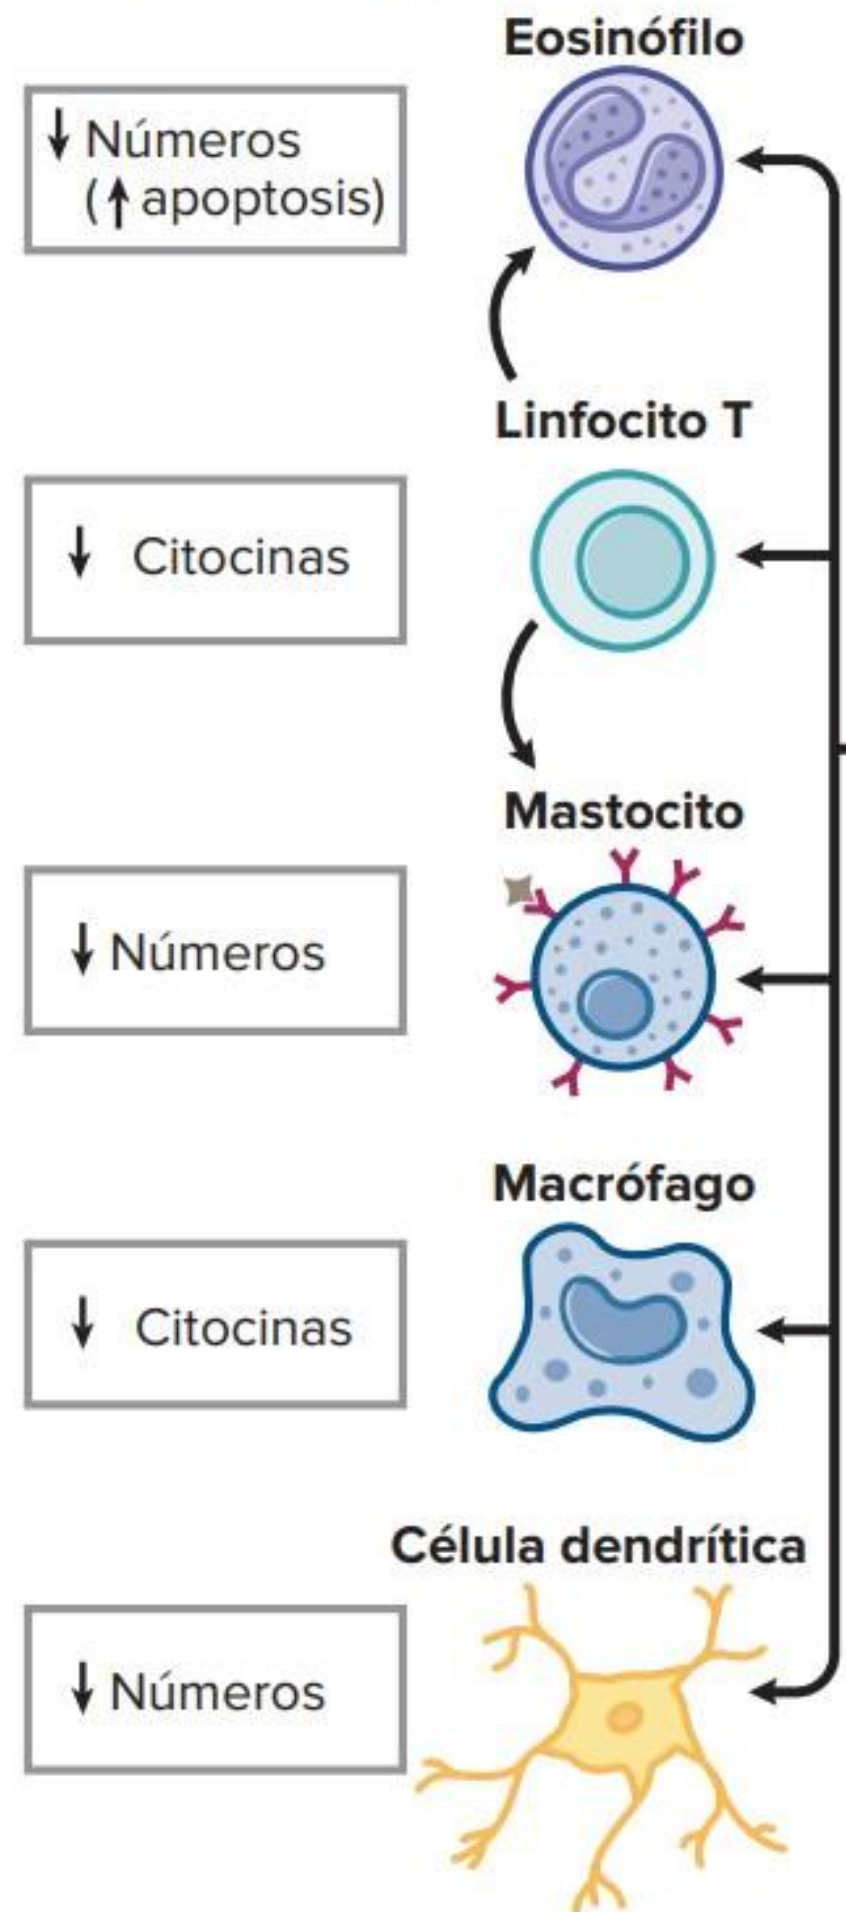 Eosinófilo
↓ Números
(↑ apoptosis)
Linfocito T
↓ Citocinas
Mastocito
↓ Números
Macrófago
↓ Citocinas
Célula dendrítica
↓ Números